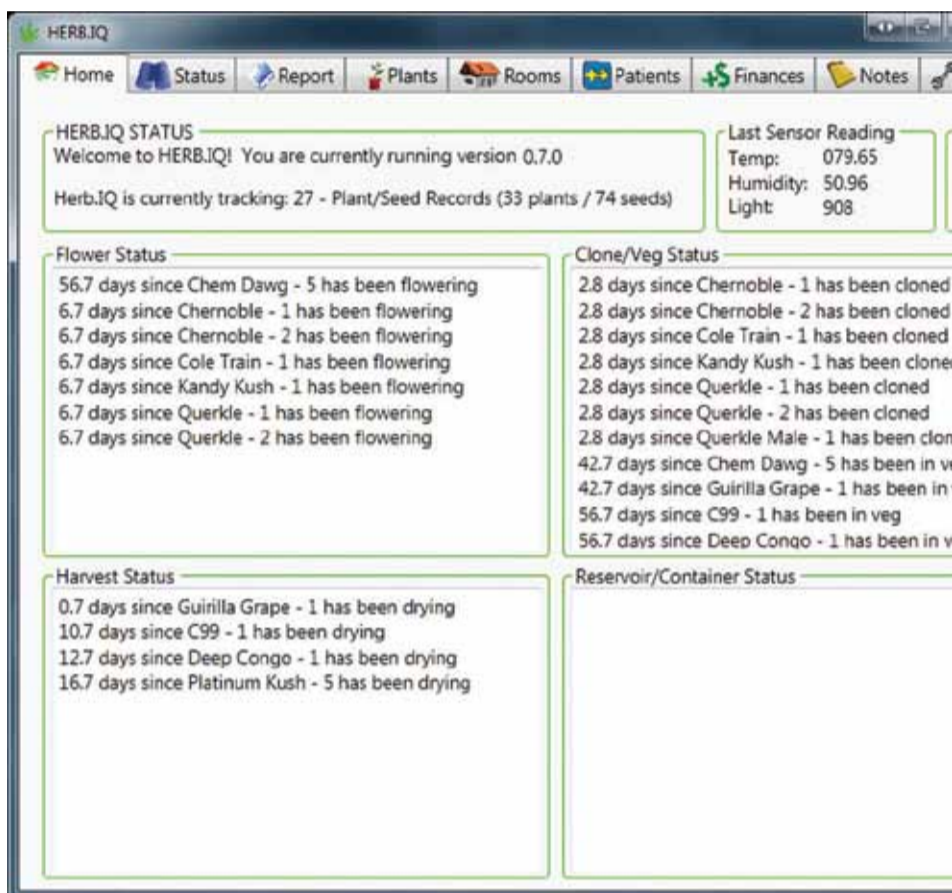 HERB.IQ
Home Status Report Plants Rooms Patients Finances Notes
HERB.IQ STATUS
Welcome to HERB.IQ! You are currently running version 0.7.0
Herb.IQ is currently tracking: 27 - Plant/Seed Records (33 plants / 74 seeds)
Last Sensor Reading
Temp: 079.65
Humidity: 50.96
Light: 908
Flower Status
56.7 days since Chem Dawg - 5 has been flowering
6.7 days since Chernoble - 1 has been flowering
6.7 days since Chernoble - 2 has been flowering
6.7 days since Cole Train - 1 has been flowering
6.7 days since Kandy Kush - 1 has been flowering
6.7 days since Querkle - 1 has been flowering
6.7 days since Querkle - 2 has been flowering
Clone/Veg Status
2.8 days since Chernoble - 1 has been cloned
2.8 days since Chernoble - 2 has been cloned
2.8 days since Cole Train - 1 has been cloned
2.8 days since Kandy Kush - 1 has been cloned
2.8 days since Querkle - 1 has been cloned
2.8 days since Querkle - 2 has been cloned
2.8 days since Querkle Male - 1 has been clon
42.7 days since Chem Dawg - 5 has been in ve
42.7 days since Guirilla Grape - 1 has been in
56.7 days since C99 - 1 has been in veg
56.7 days since Deep Congo - 1 has been in v
Harvest Status
0.7 days since Guirilla Grape - 1 has been drying
10.7 days since C99 - 1 has been drying
12.7 days since Deep Congo - 1 has been drying
16.7 days since Platinum Kush - 5 has been drying
Reservoir/Container Status